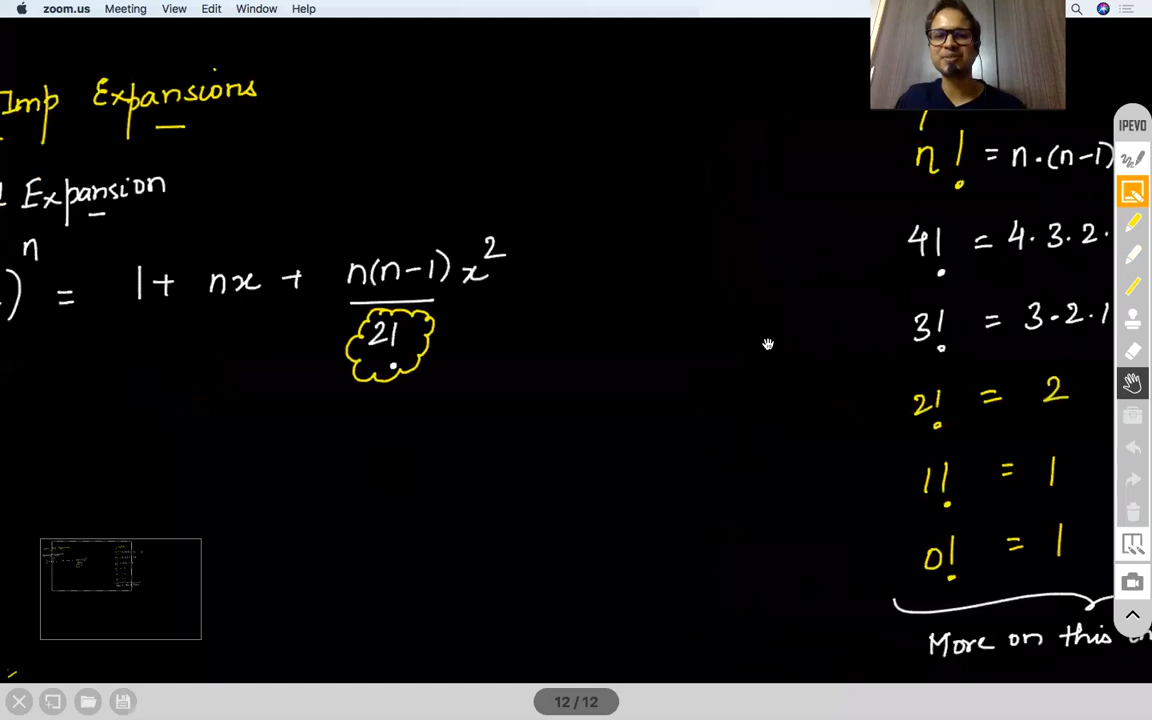 zoom.us Meeting View Edit Window Help
Imp Expansions
Expansion
)ⁿ = 1 + nx + n(n-1)x² / 2!
IPEVO
n! = n·(n-1)
4! = 4·3·2·
3! = 3·2·1
2! = 2
1! = 1
0! = 1
More on this
12 / 12